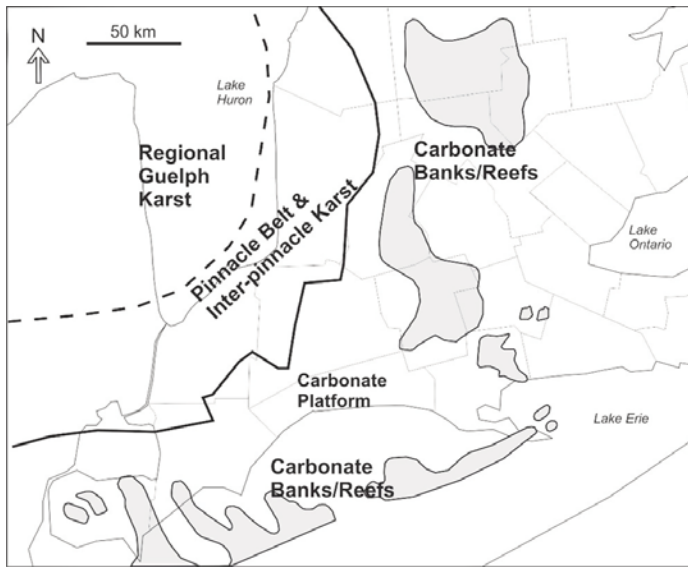 N
50 km
Lake
Huron
Regional
Guelph
Karst
Carbonate
Banks/Reefs
Pinnacle Belt &
Inter-pinnacle Karst
Lake
Ontario
Carbonate
Platform
Lake Erie
Carbonate
Banks/Reefs